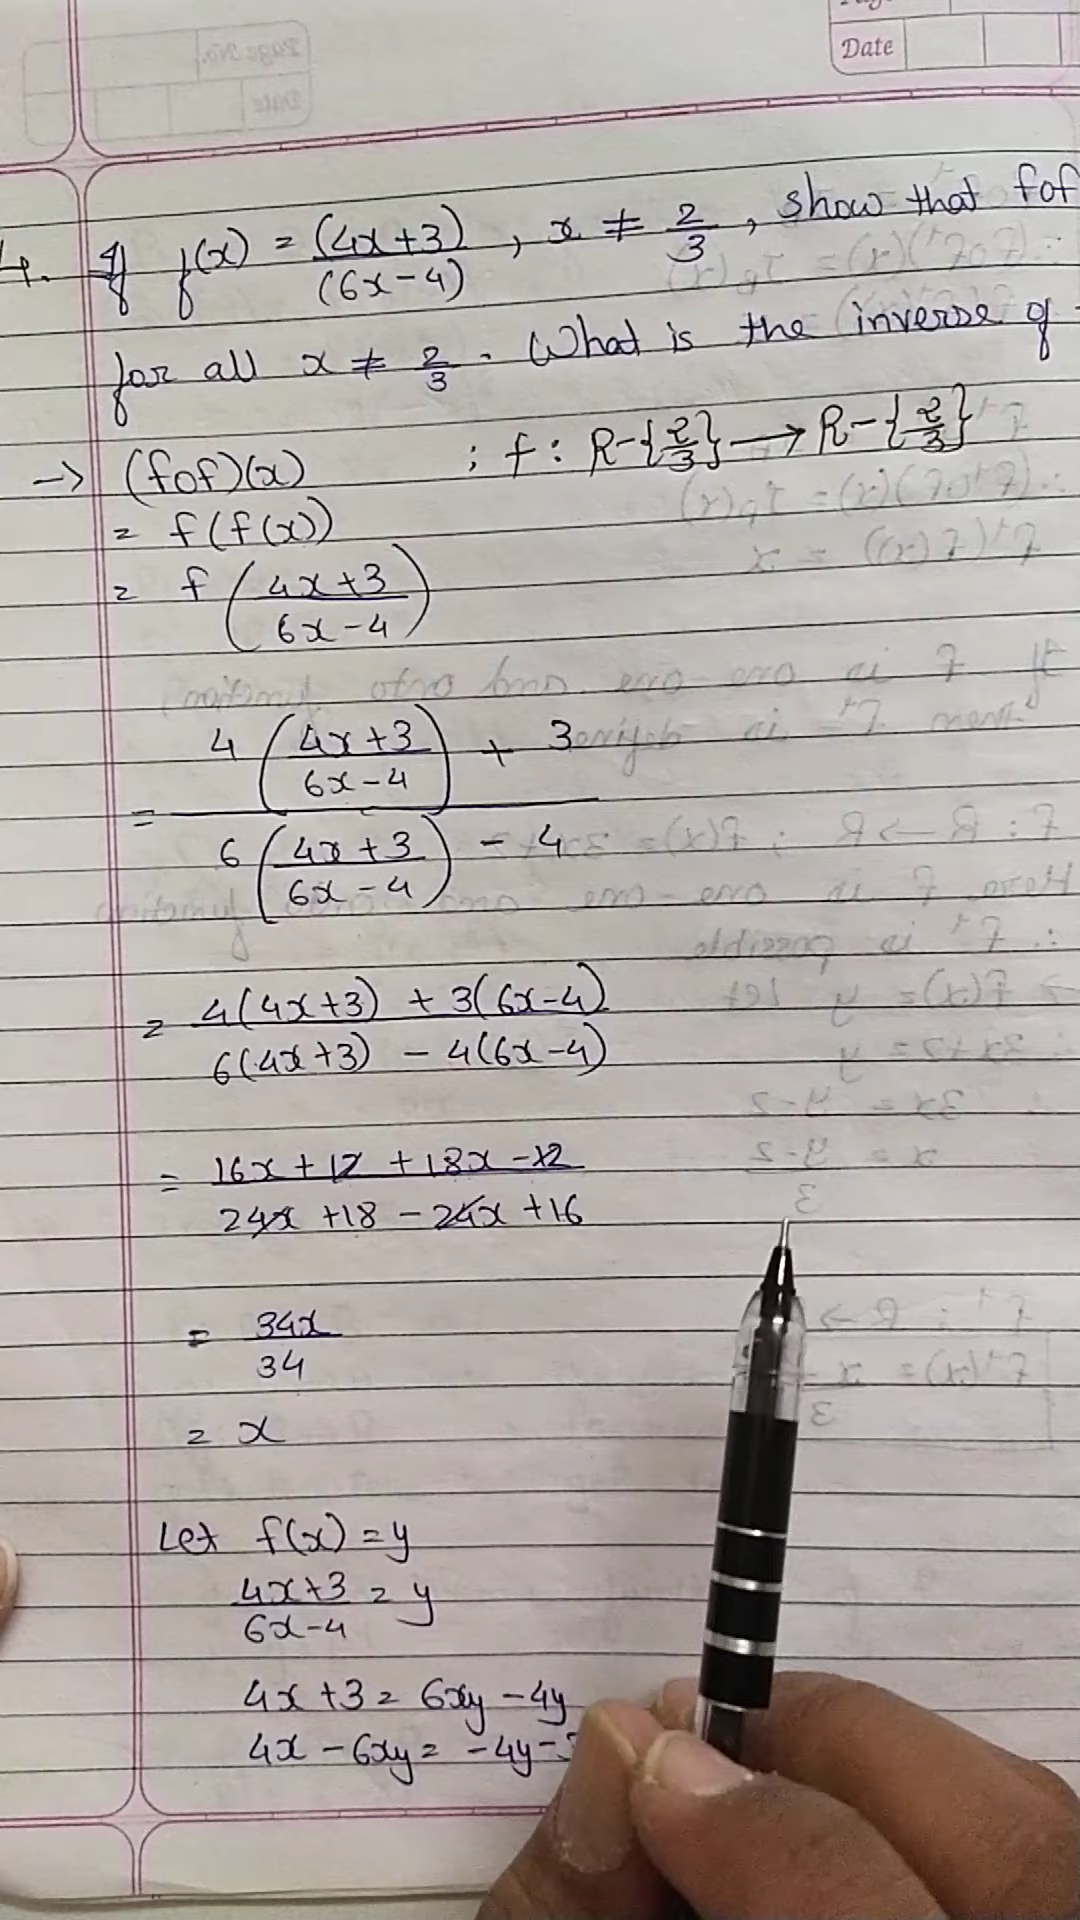 Date
4. If f(x) = (4x+3)/(6x-4), x ≠ 2/3, show that fof
for all x ≠ 2/3. What is the inverse of
→ (fof)(x) ; f: R-{2/3} → R-{2/3}
= f(f(x))
= f((4x+3)/(6x-4))
= (4((4x+3)/(6x-4)) + 3)/(6((4x+3)/(6x-4)) - 4)
= (4(4x+3) + 3(6x-4))/(6(4x+3) - 4(6x-4))
= (16x+12+18x-12)/(24x+18-24x+16)
= 34x/34
= x
Let f(x) = y
(4x+3)/(6x-4) = y
4x+3 = 6xy-4y
4x-6xy = -4y-3